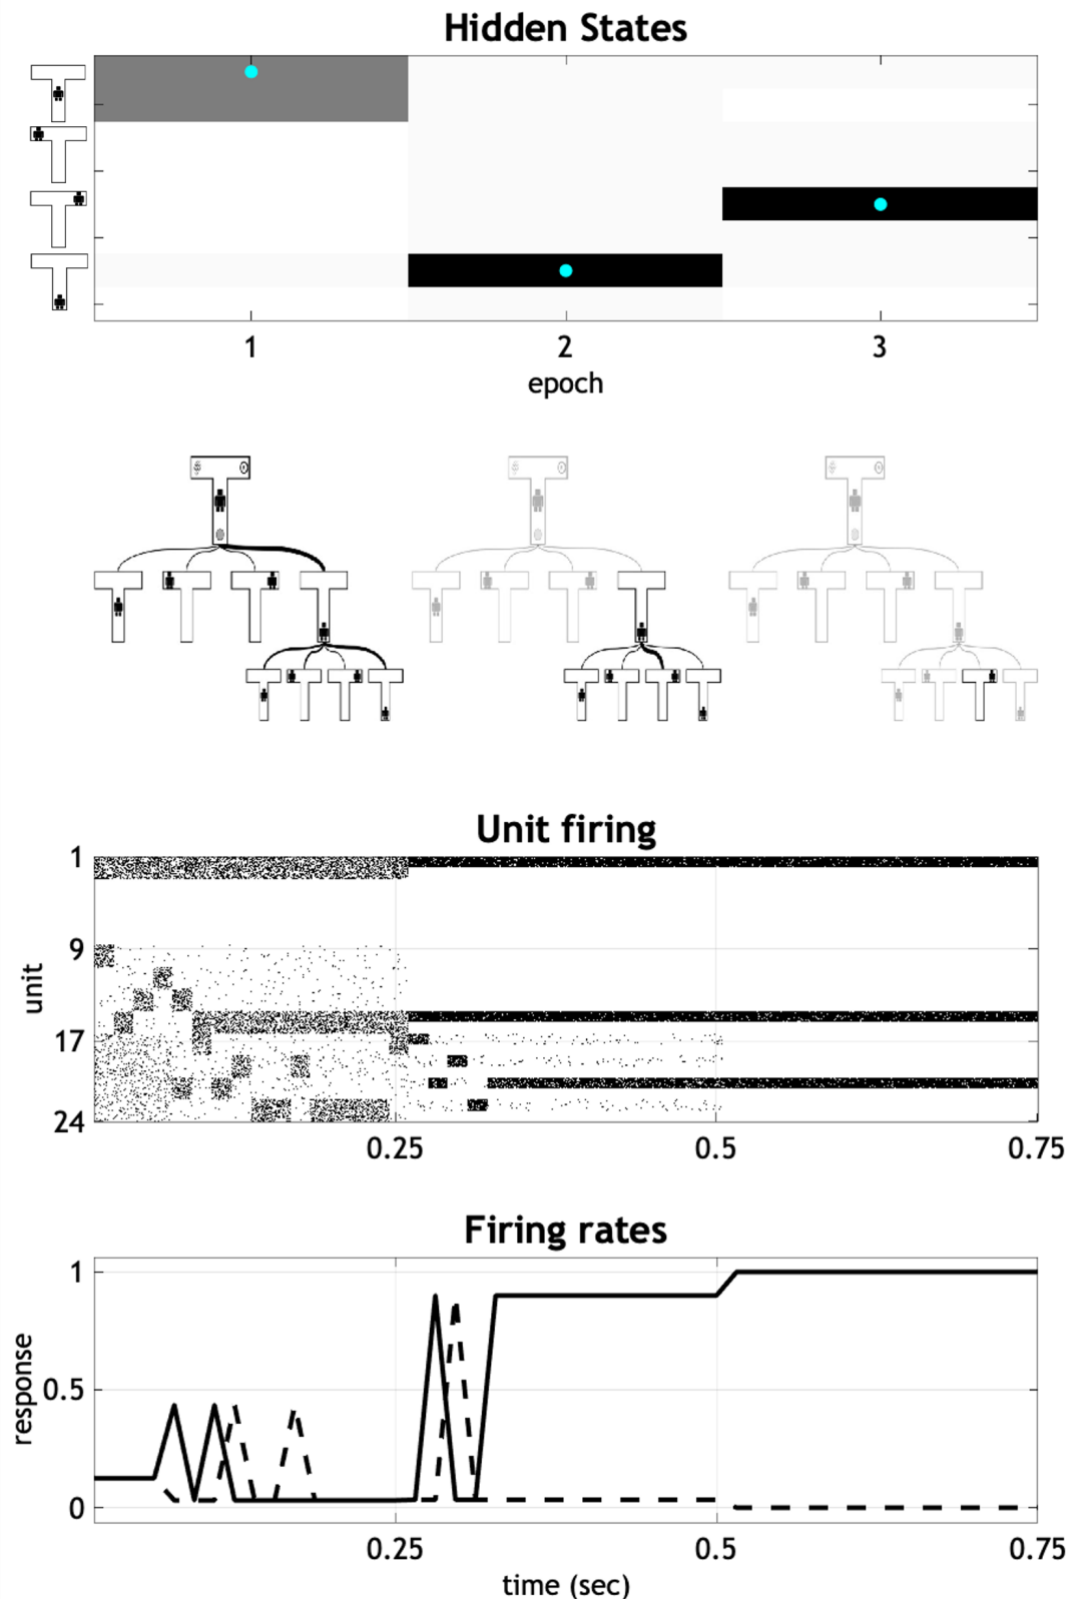 Hidden States
1 2 3
epoch
Unit firing
unit
1
9
17
24
0.25 0.5 0.75
Firing rates
response
1
0.5
0
0.25 0.5 0.75
time (sec)